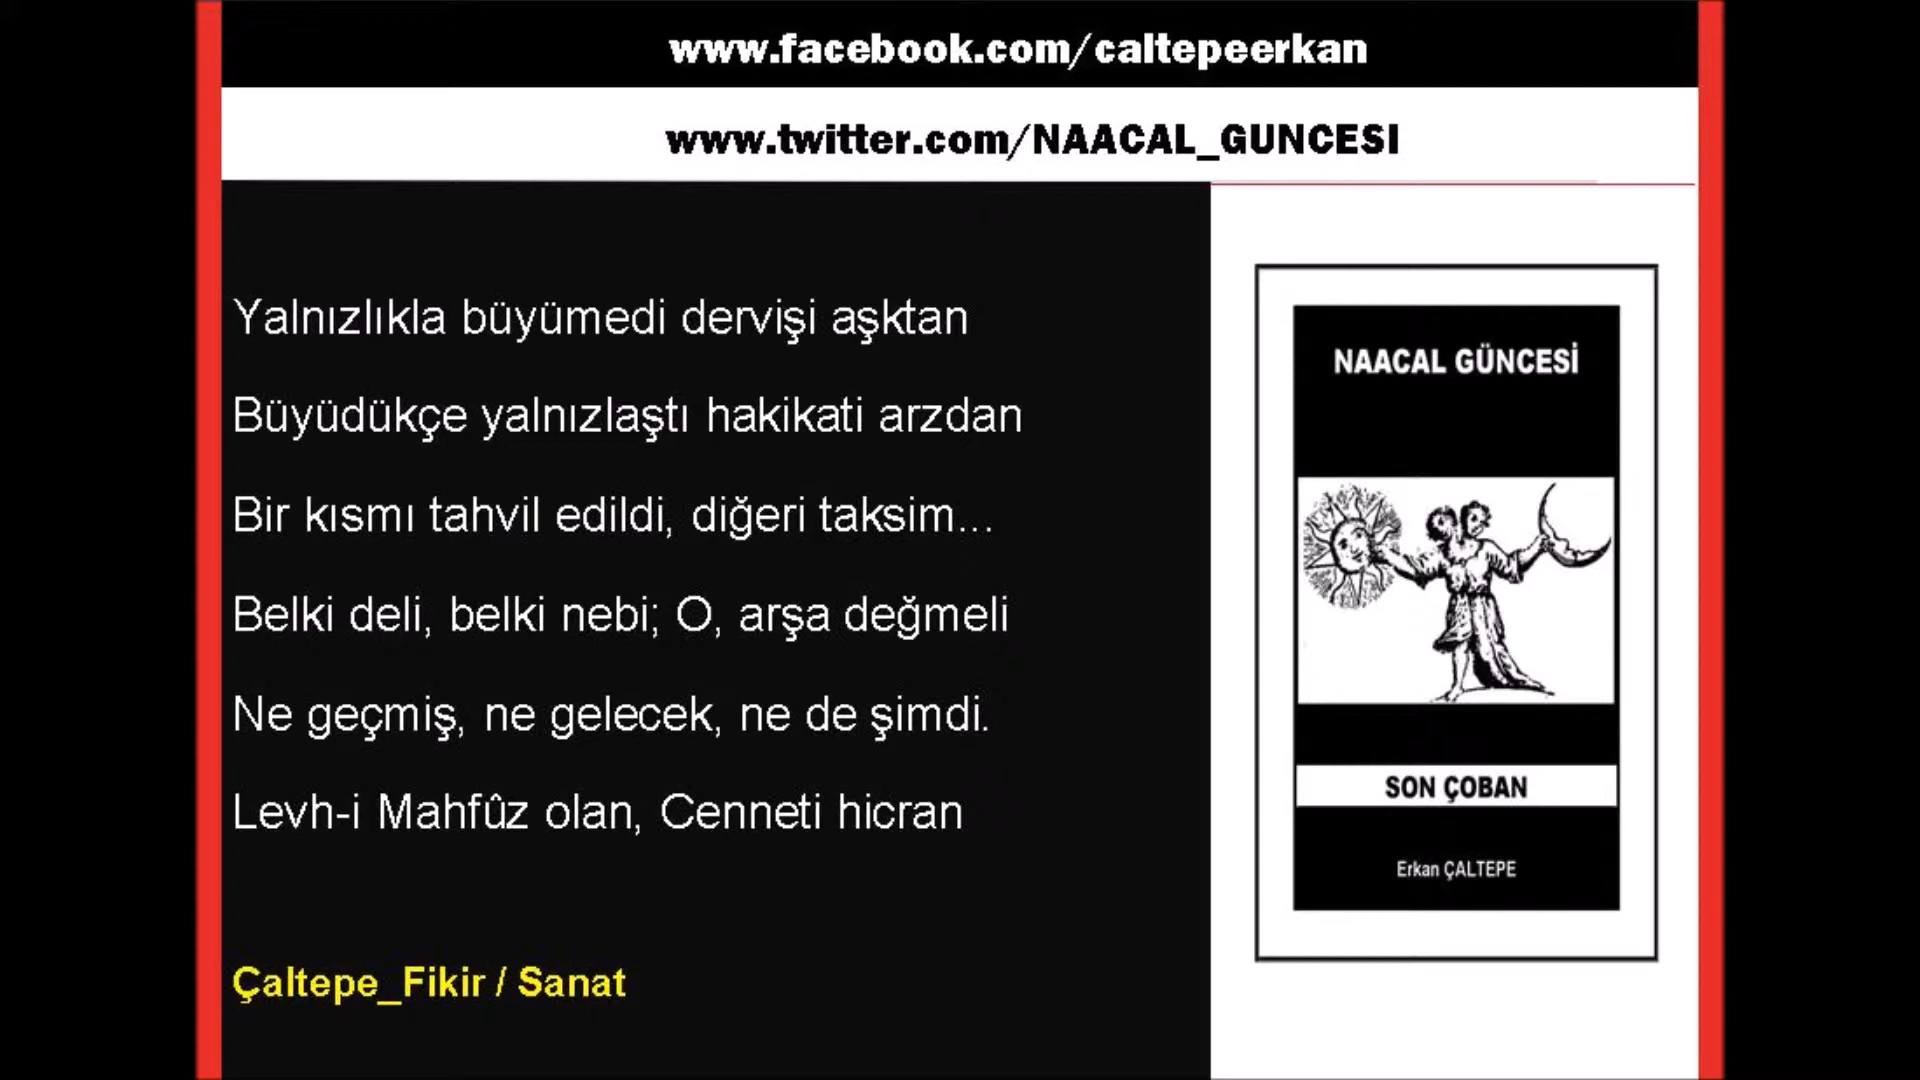 www.facebook.com/caltepeerkan
www.twitter.com/NAACAL_GUNCESI
Yalnızlıkla büyümedi dervişi aşktan
Büyüdükçe yalnızlaştı hakikati arzdan
Bir kısmı tahvil edildi, diğeri taksim...
Belki deli, belki nebi; O, arşa değmeli
Ne geçmiş, ne gelecek, ne de şimdi.
Levh-i Mahfûz olan, Cenneti hicran
Çaltepe_Fikir / Sanat
NAACAL GÜNCESİ
SON ÇOBAN
Erkan ÇALTEPE